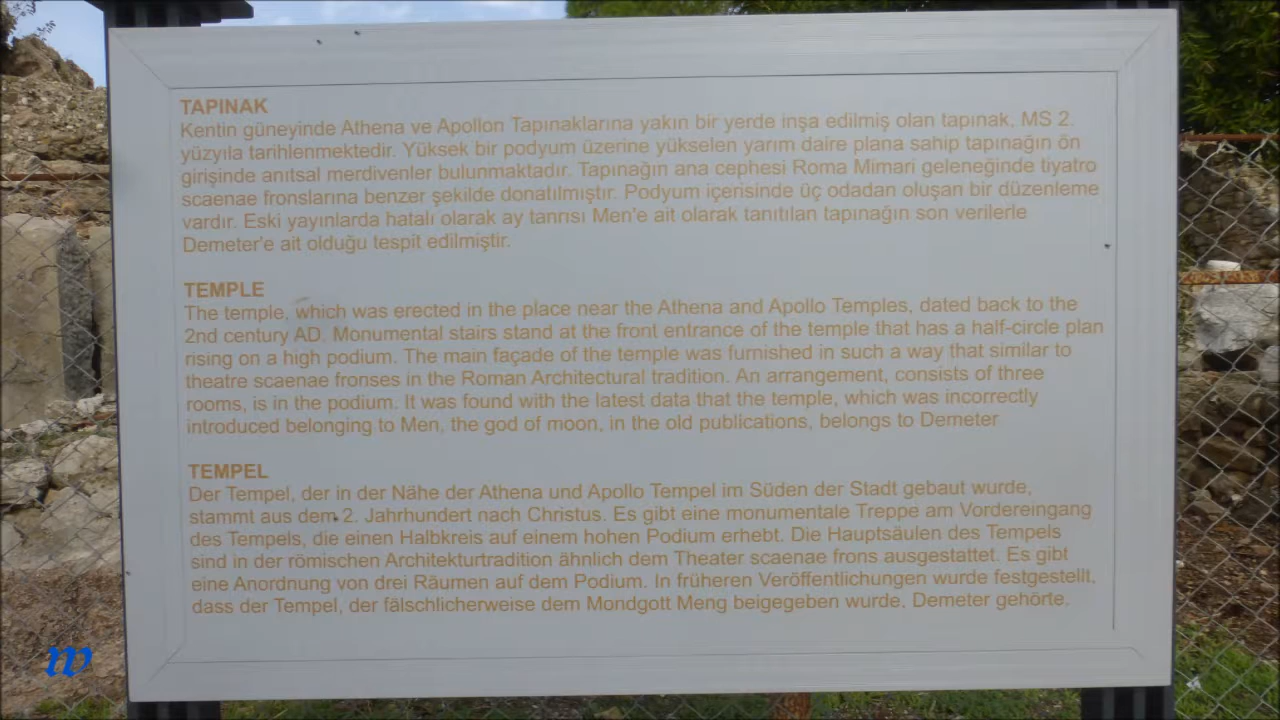 TAPINAK
Kentin güneyinde Athena ve Apollon Tapınaklarına yakın bir yerde inşa edilmiş olan tapınak, MS 2.
yüzyıla tarihlenmektedir. Yüksek bir podyum üzerine yükselen yarım daire plana sahip tapınağın ön
girişinde anıtsal merdivenler bulunmaktadır. Tapınağın ana cephesi Roma Mimari geleneğinde tiyatro
scaenae fronslarına benzer şekilde donatılmıştır. Podyum içerisinde üç odadan oluşan bir düzenleme
vardır. Eski yayınlarda hatalı olarak ay tanrısı Men'e ait olarak tanıtılan tapınağın son verilerle
Demeter'e ait olduğu tespit edilmiştir.
TEMPLE
The temple, which was erected in the place near the Athena and Apollo Temples, dated back to the
2nd century AD. Monumental stairs stand at the front entrance of the temple that has a half-circle plan
rising on a high podium. The main façade of the temple was furnished in such a way that similar to
theatre scaenae fronses in the Roman Architectural tradition. An arrangement, consists of three
rooms, is in the podium. It was found with the latest data that the temple, which was incorrectly
introduced belonging to Men, the god of moon, in the old publications, belongs to Demeter
TEMPEL
Der Tempel, der in der Nähe der Athena und Apollo Tempel im Süden der Stadt gebaut wurde,
stammt aus dem 2. Jahrhundert nach Christus. Es gibt eine monumentale Treppe am Vordereingang
des Tempels, die einen Halbkreis auf einem hohen Podium erhebt. Die Hauptsäulen des Tempels
sind in der römischen Architekturtradition ähnlich dem Theater scaenae frons ausgestattet. Es gibt
eine Anordnung von drei Räumen auf dem Podium. In früheren Veröffentlichungen wurde festgestellt,
dass der Tempel, der fälschlicherweise dem Mondgott Meng beigegeben wurde, Demeter gehörte.
w